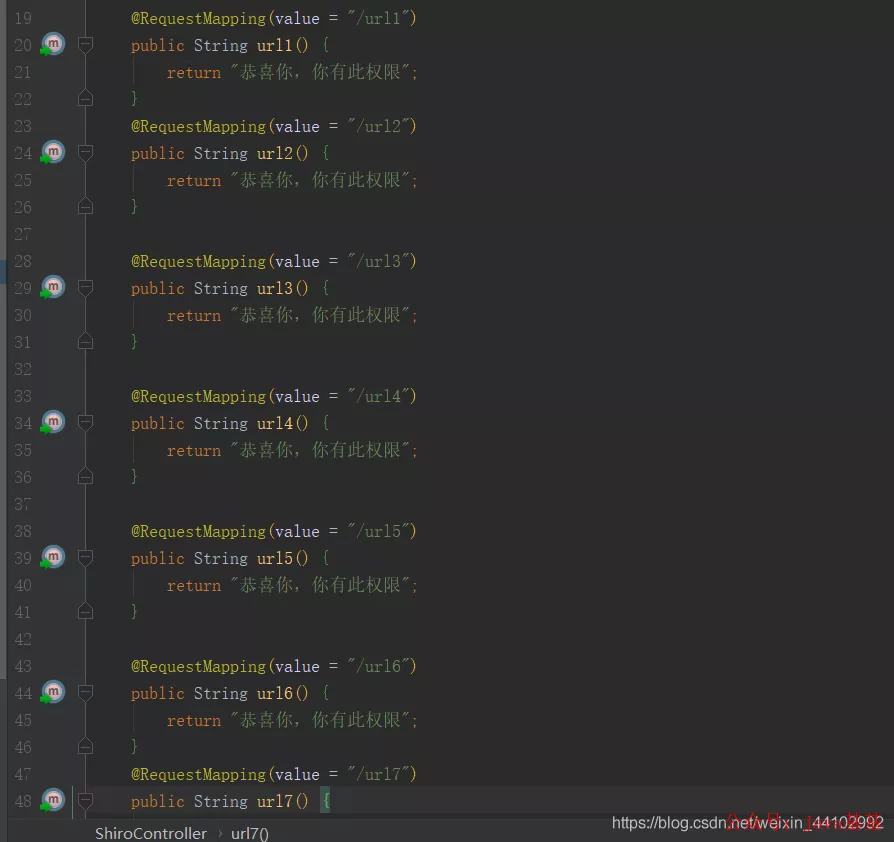 19 @RequestMapping(value = "/url1")
20 public String url1() {
21 return "恭喜你，你有此权限";
22 }
23 @RequestMapping(value = "/url2")
24 public String url2() {
25 return "恭喜你，你有此权限";
26 }
27
28 @RequestMapping(value = "/url3")
29 public String url3() {
30 return "恭喜你，你有此权限";
31 }
32
33 @RequestMapping(value = "/url4")
34 public String url4() {
35 return "恭喜你，你有此权限";
36 }
37
38 @RequestMapping(value = "/url5")
39 public String url5() {
40 return "恭喜你，你有此权限";
41 }
42
43 @RequestMapping(value = "/url6")
44 public String url6() {
45 return "恭喜你，你有此权限";
46 }
47 @RequestMapping(value = "/url7")
48 public String url7() {
ShiroController › url7()
https://blog.csdn.net/weixin_44102992